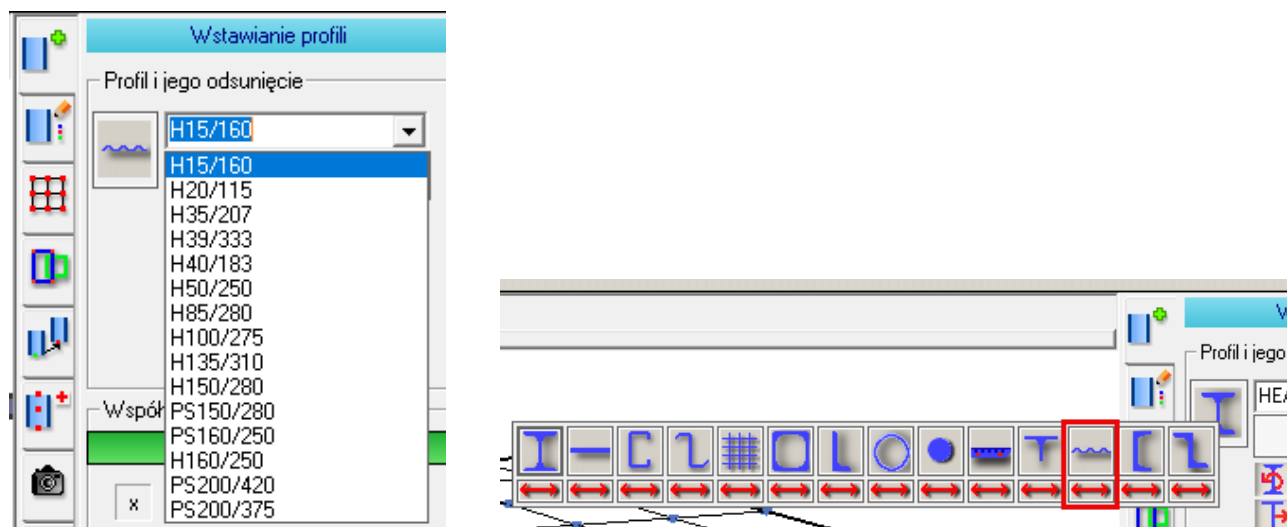 Wstawianie profili
Profil i jego odsunięcie
H15/160
H15/160
H20/115
H35/207
H39/333
H40/183
H50/250
H85/280
H100/275
H135/310
H150/280
Współ
PS150/280
PS160/250
H160/250
PS200/420
x
PS200/375
W
Profil i jego
HEA